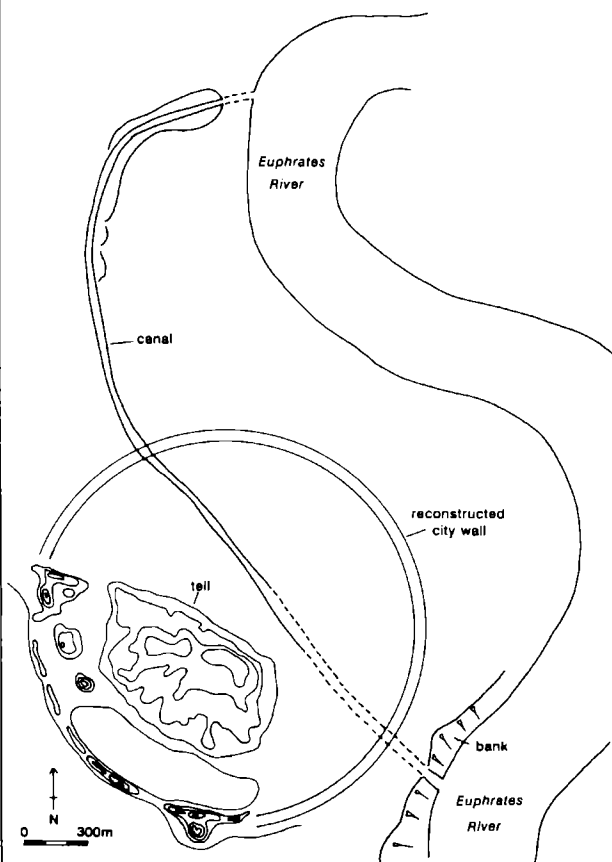 Euphrates
River
canal
reconstructed
city wall
tell
bank
N
0 300m
Euphrates
River